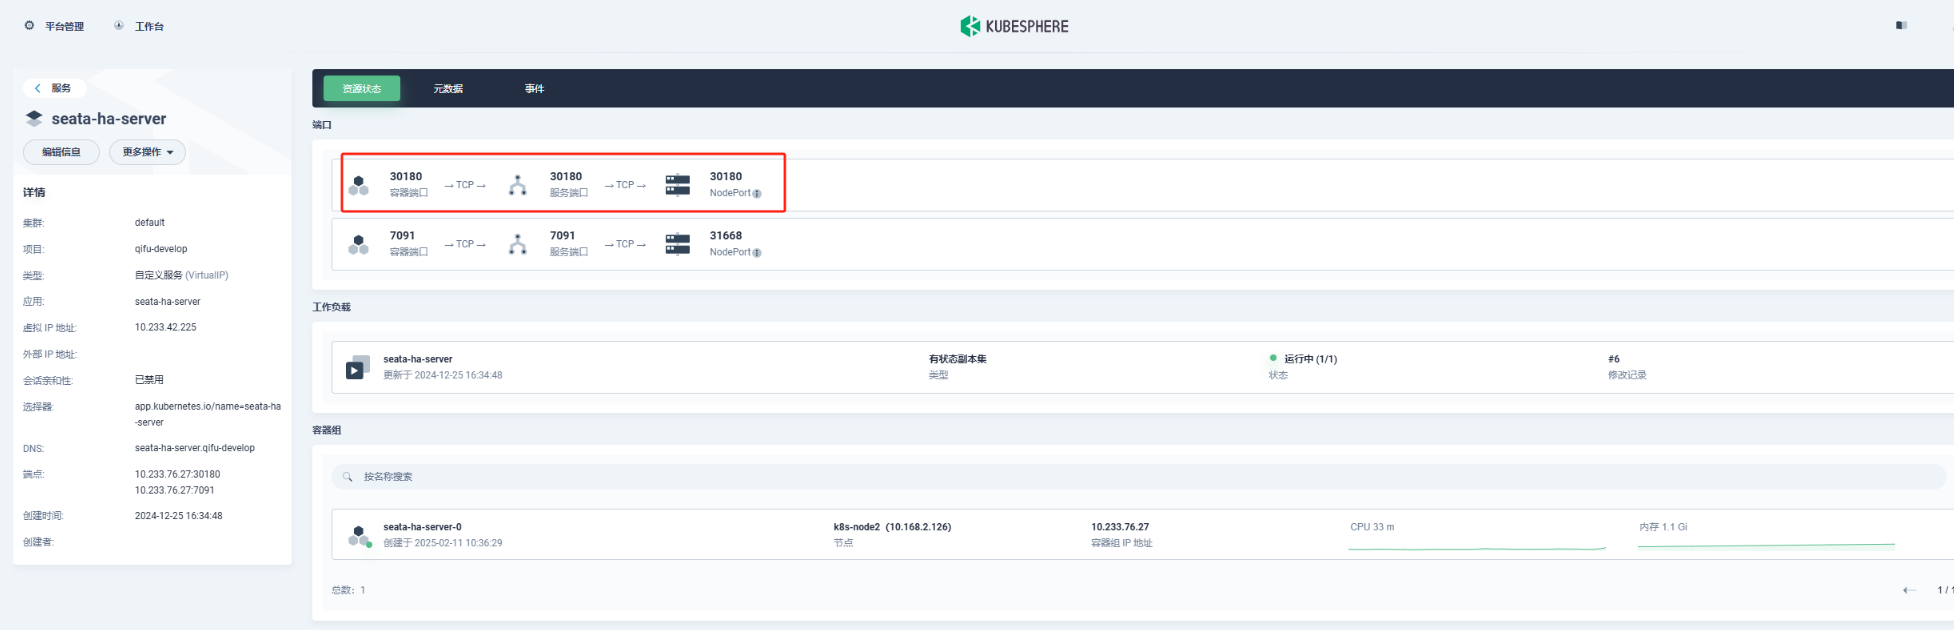 平台管理
工作台
KUBESPHERE
服务
seata-ha-server
编辑信息
更多操作
详情
集群: default
项目: qifu-develop
类型: 自定义服务 (VirtualIP)
应用: seata-ha-server
虚拟 IP 地址: 10.233.42.225
外部 IP 地址:
会话亲和性: 已禁用
选择器: app.kubernetes.io/name=seata-ha
-server
DNS: seata-ha-server.qifu-develop
端点: 10.233.76.27:30180
10.233.76.27:7091
创建时间: 2024-12-25 16:34:48
创建者:
资源状态 元数据 事件
端口
30180 →TCP→ 30180 →TCP→ 30180
容器端口 服务端口 NodePort
7091 →TCP→ 7091 →TCP→ 31668
容器端口 服务端口 NodePort
工作负载
seata-ha-server 有状态副本集 运行中 (1/1) #6
更新于 2024-12-25 16:34:48 类型 状态 修改记录
容器组
按名称搜索
seata-ha-server-0 k8s-node2 (10.168.2.126) 10.233.76.27 CPU 33 m 内存 1.1 Gi
创建于 2025-02-11 10:36:29 节点 容器组 IP 地址
总数: 1
← 1 / 1